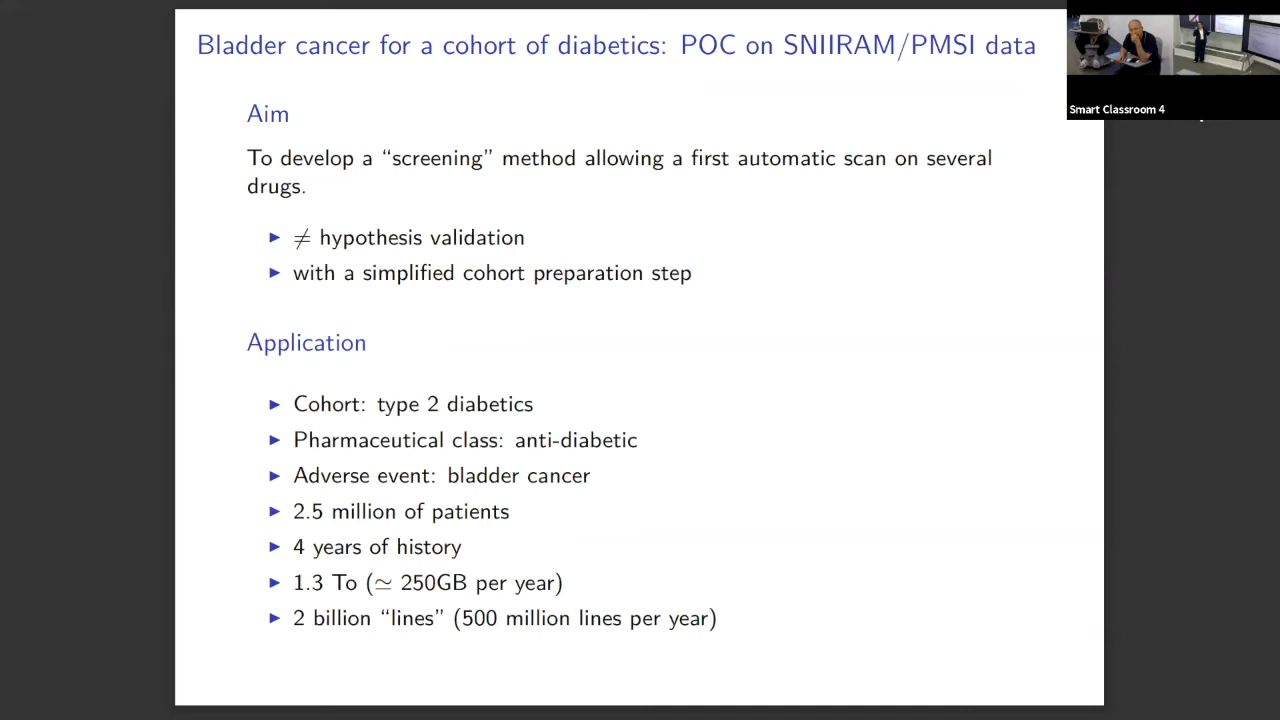 Bladder cancer for a cohort of diabetics: POC on SNIIRAM/PMSI data
Smart Classroom 4
Aim
To develop a “screening” method allowing a first automatic scan on several
drugs.
▶ ≠ hypothesis validation
▶ with a simplified cohort preparation step
Application
▶ Cohort: type 2 diabetics
▶ Pharmaceutical class: anti-diabetic
▶ Adverse event: bladder cancer
▶ 2.5 million of patients
▶ 4 years of history
▶ 1.3 To (≃ 250GB per year)
▶ 2 billion “lines” (500 million lines per year)